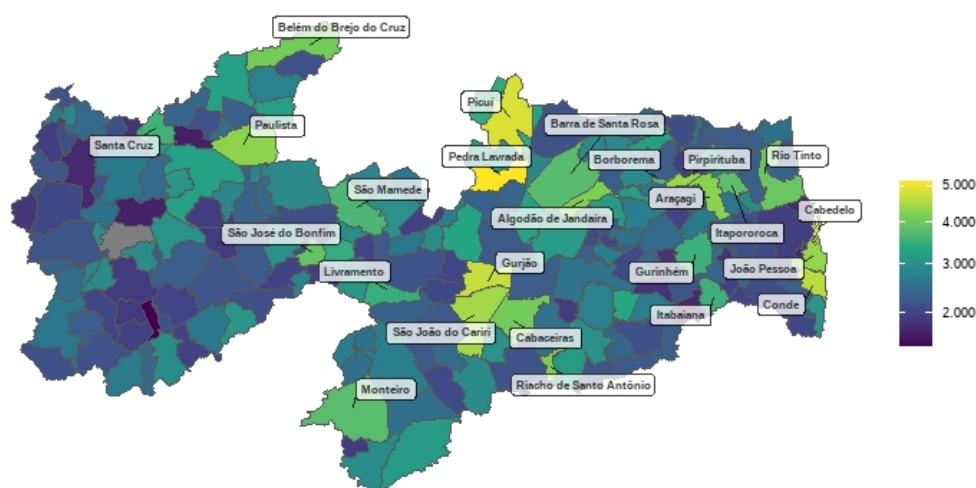 Belém do Brejo do Cruz
Picuí
Barra de Santa Rosa
Paulista
Santa Cruz
Pedra Lavrada
Borborema
Pirpirituba
Rio Tinto
São Mamede
Araçagi
Algodão de Jandaíra
Cabedelo
São José do Bonfim
Itapororoca
Livramento
Gurjão
Gurinhém
João Pessoa
Itabaiana
Conde
São João do Cariri
Cabaceiras
Monteiro
Riacho de Santo Antônio
5.000
4.000
3.000
2.000